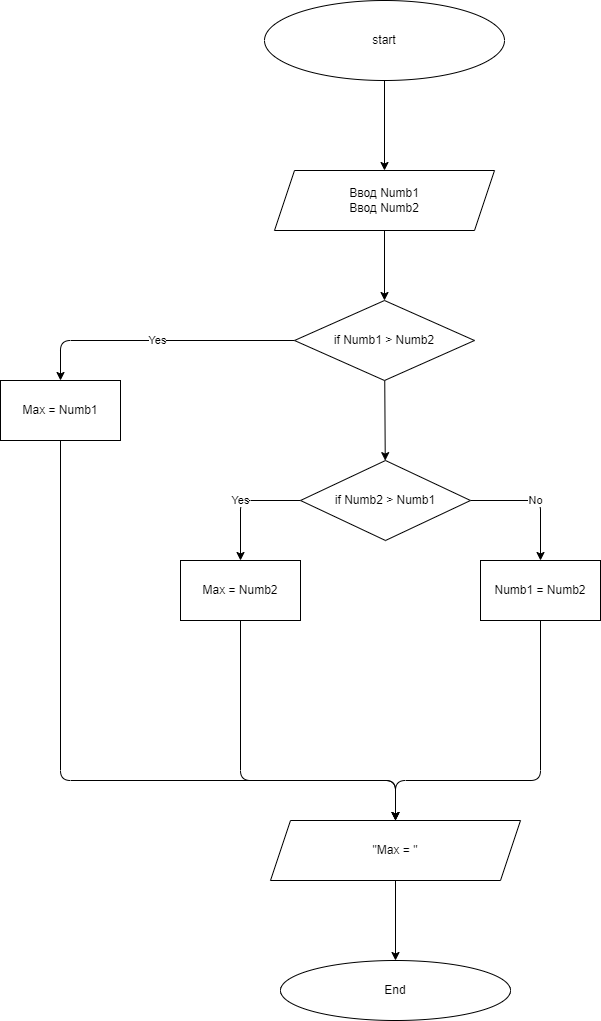 start
Ввод Numb1
Ввод Numb2
if Numb1 > Numb2
Yes
Max = Numb1
if Numb2 > Numb1
Yes
No
Max = Numb2
Numb1 = Numb2
"Max = "
End